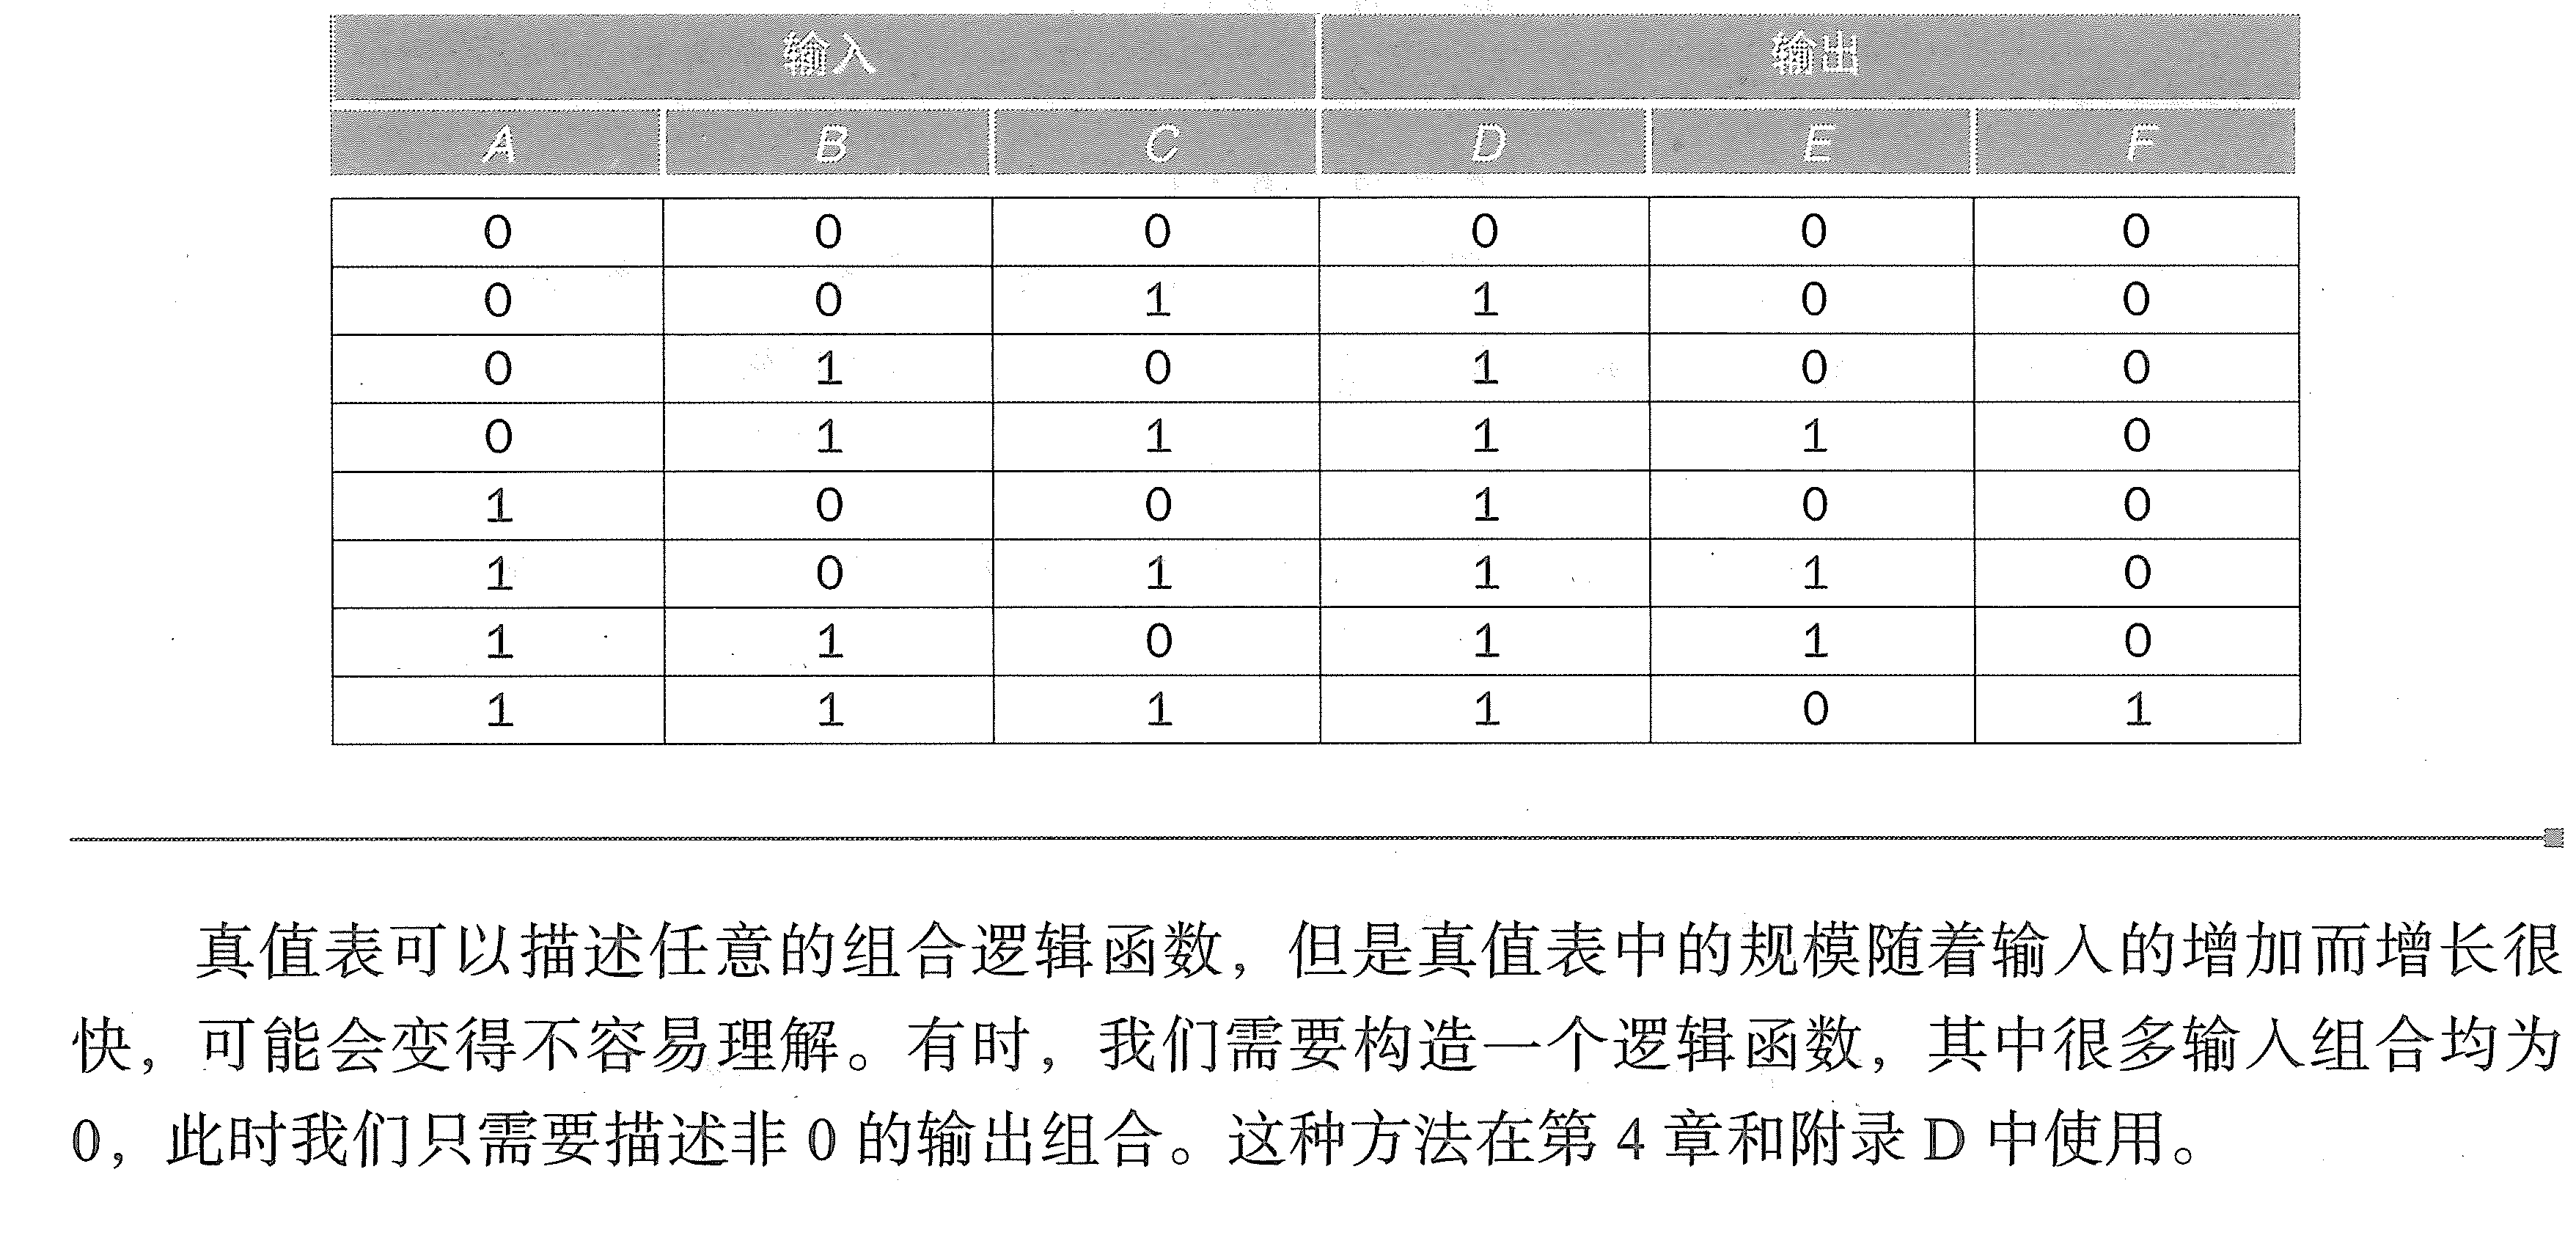 输入 输出
A B C D E F
0 0 0 0 0 0
0 0 1 1 0 0
0 1 0 1 0 0
0 1 1 1 1 0
1 0 0 1 0 0
1 0 1 1 1 0
1 1 0 1 1 0
1 1 1 1 0 1
真值表可以描述任意的组合逻辑函数，但是真值表中的规模随着输入的增加而增长很
快，可能会变得不容易理解。有时，我们需要构造一个逻辑函数，其中很多输入组合均为
0，此时我们只需要描述非 0 的输出组合。这种方法在第 4 章和附录 D 中使用。